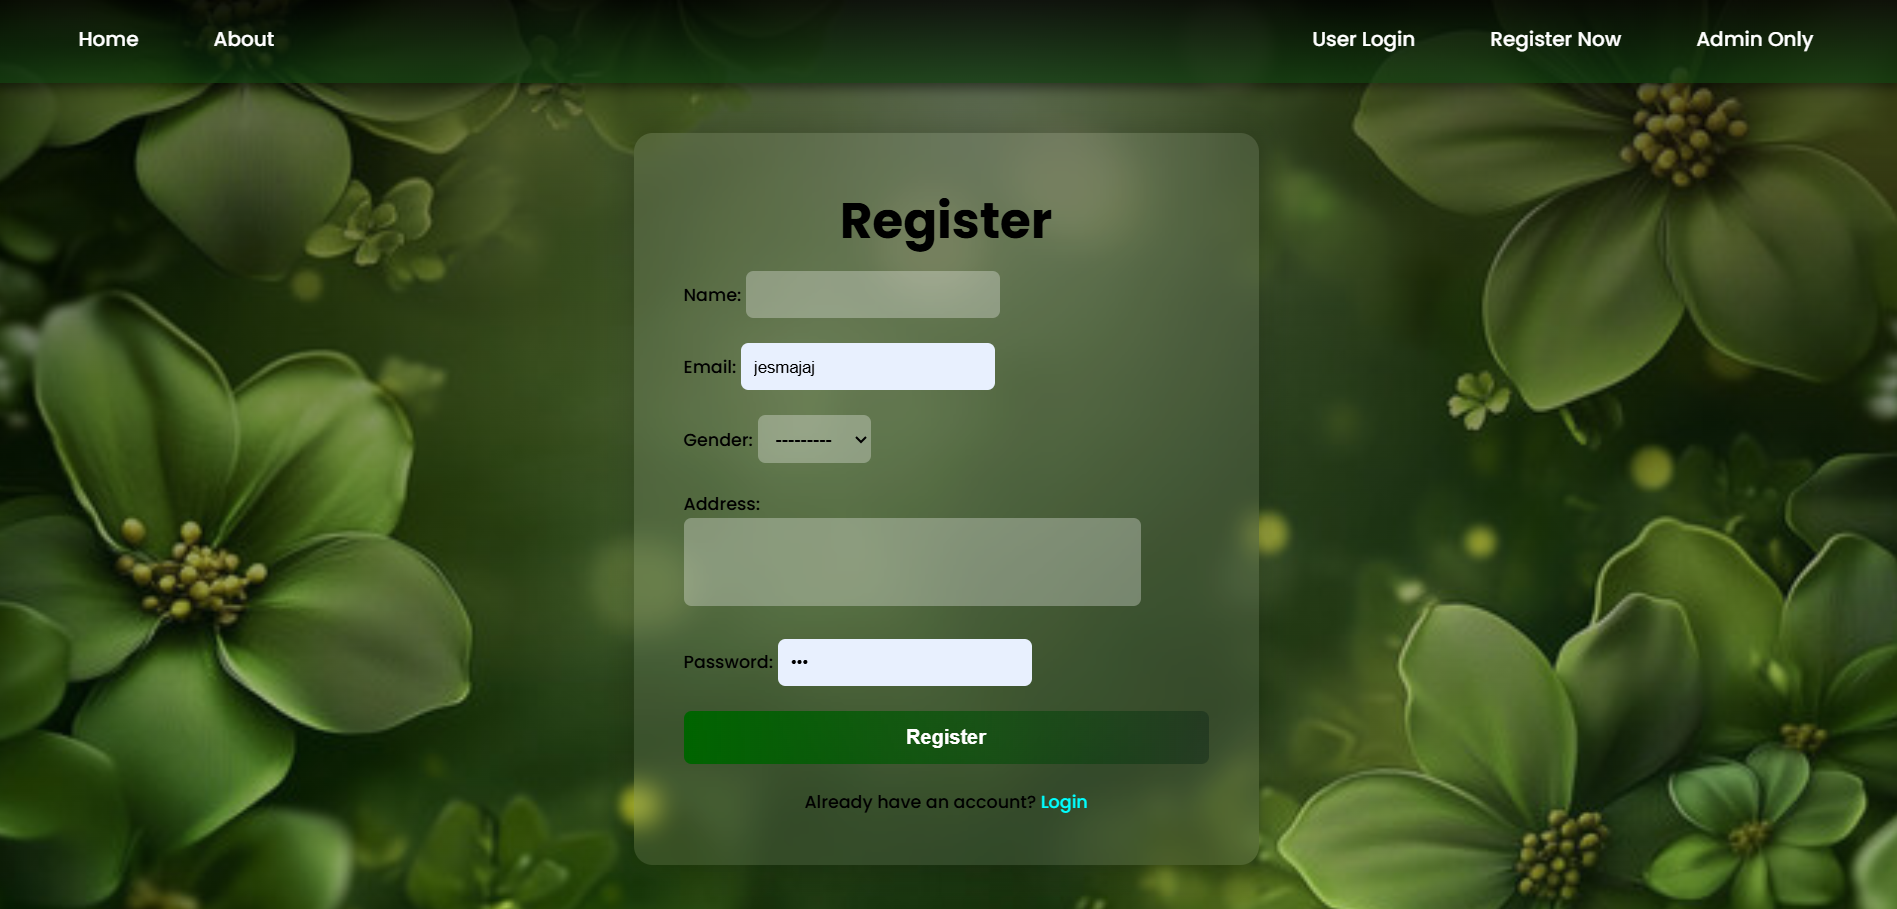 Home About User Login Register Now Admin Only
Register
Name:
Email: jesmajaj
Gender: ---------
Address:
Password: •••
Register
Already have an account? Login